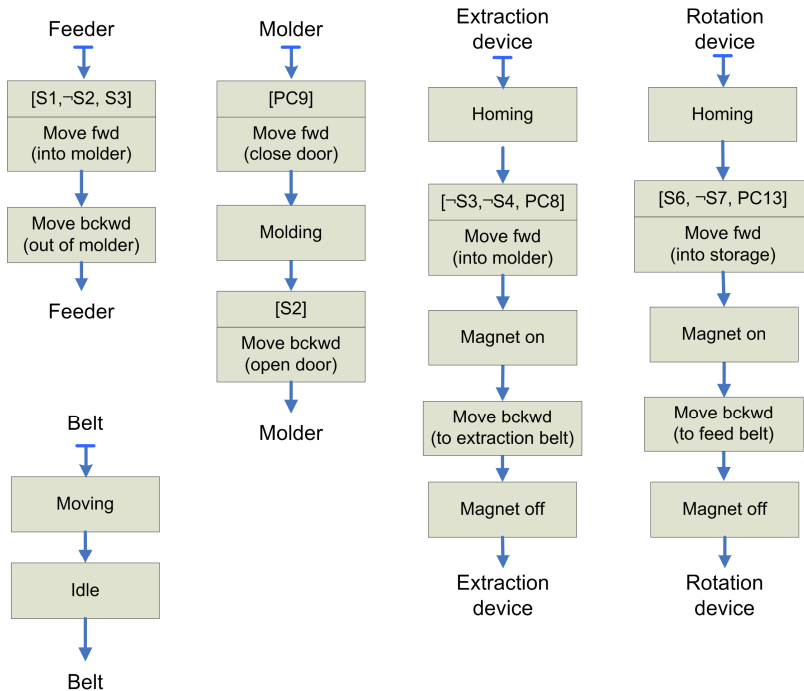 Feeder
[S1,¬S2, S3]
Move fwd
(into molder)
Move bckwd
(out of molder)
Feeder
Molder
[PC9]
Move fwd
(close door)
Molding
[S2]
Move bckwd
(open door)
Molder
Extraction
device
Homing
[¬S3,¬S4, PC8]
Move fwd
(into molder)
Magnet on
Move bckwd
(to extraction belt)
Magnet off
Extraction
device
Rotation
device
Homing
[S6, ¬S7, PC13]
Move fwd
(into storage)
Magnet on
Move bckwd
(to feed belt)
Magnet off
Rotation
device
Belt
Moving
Idle
Belt